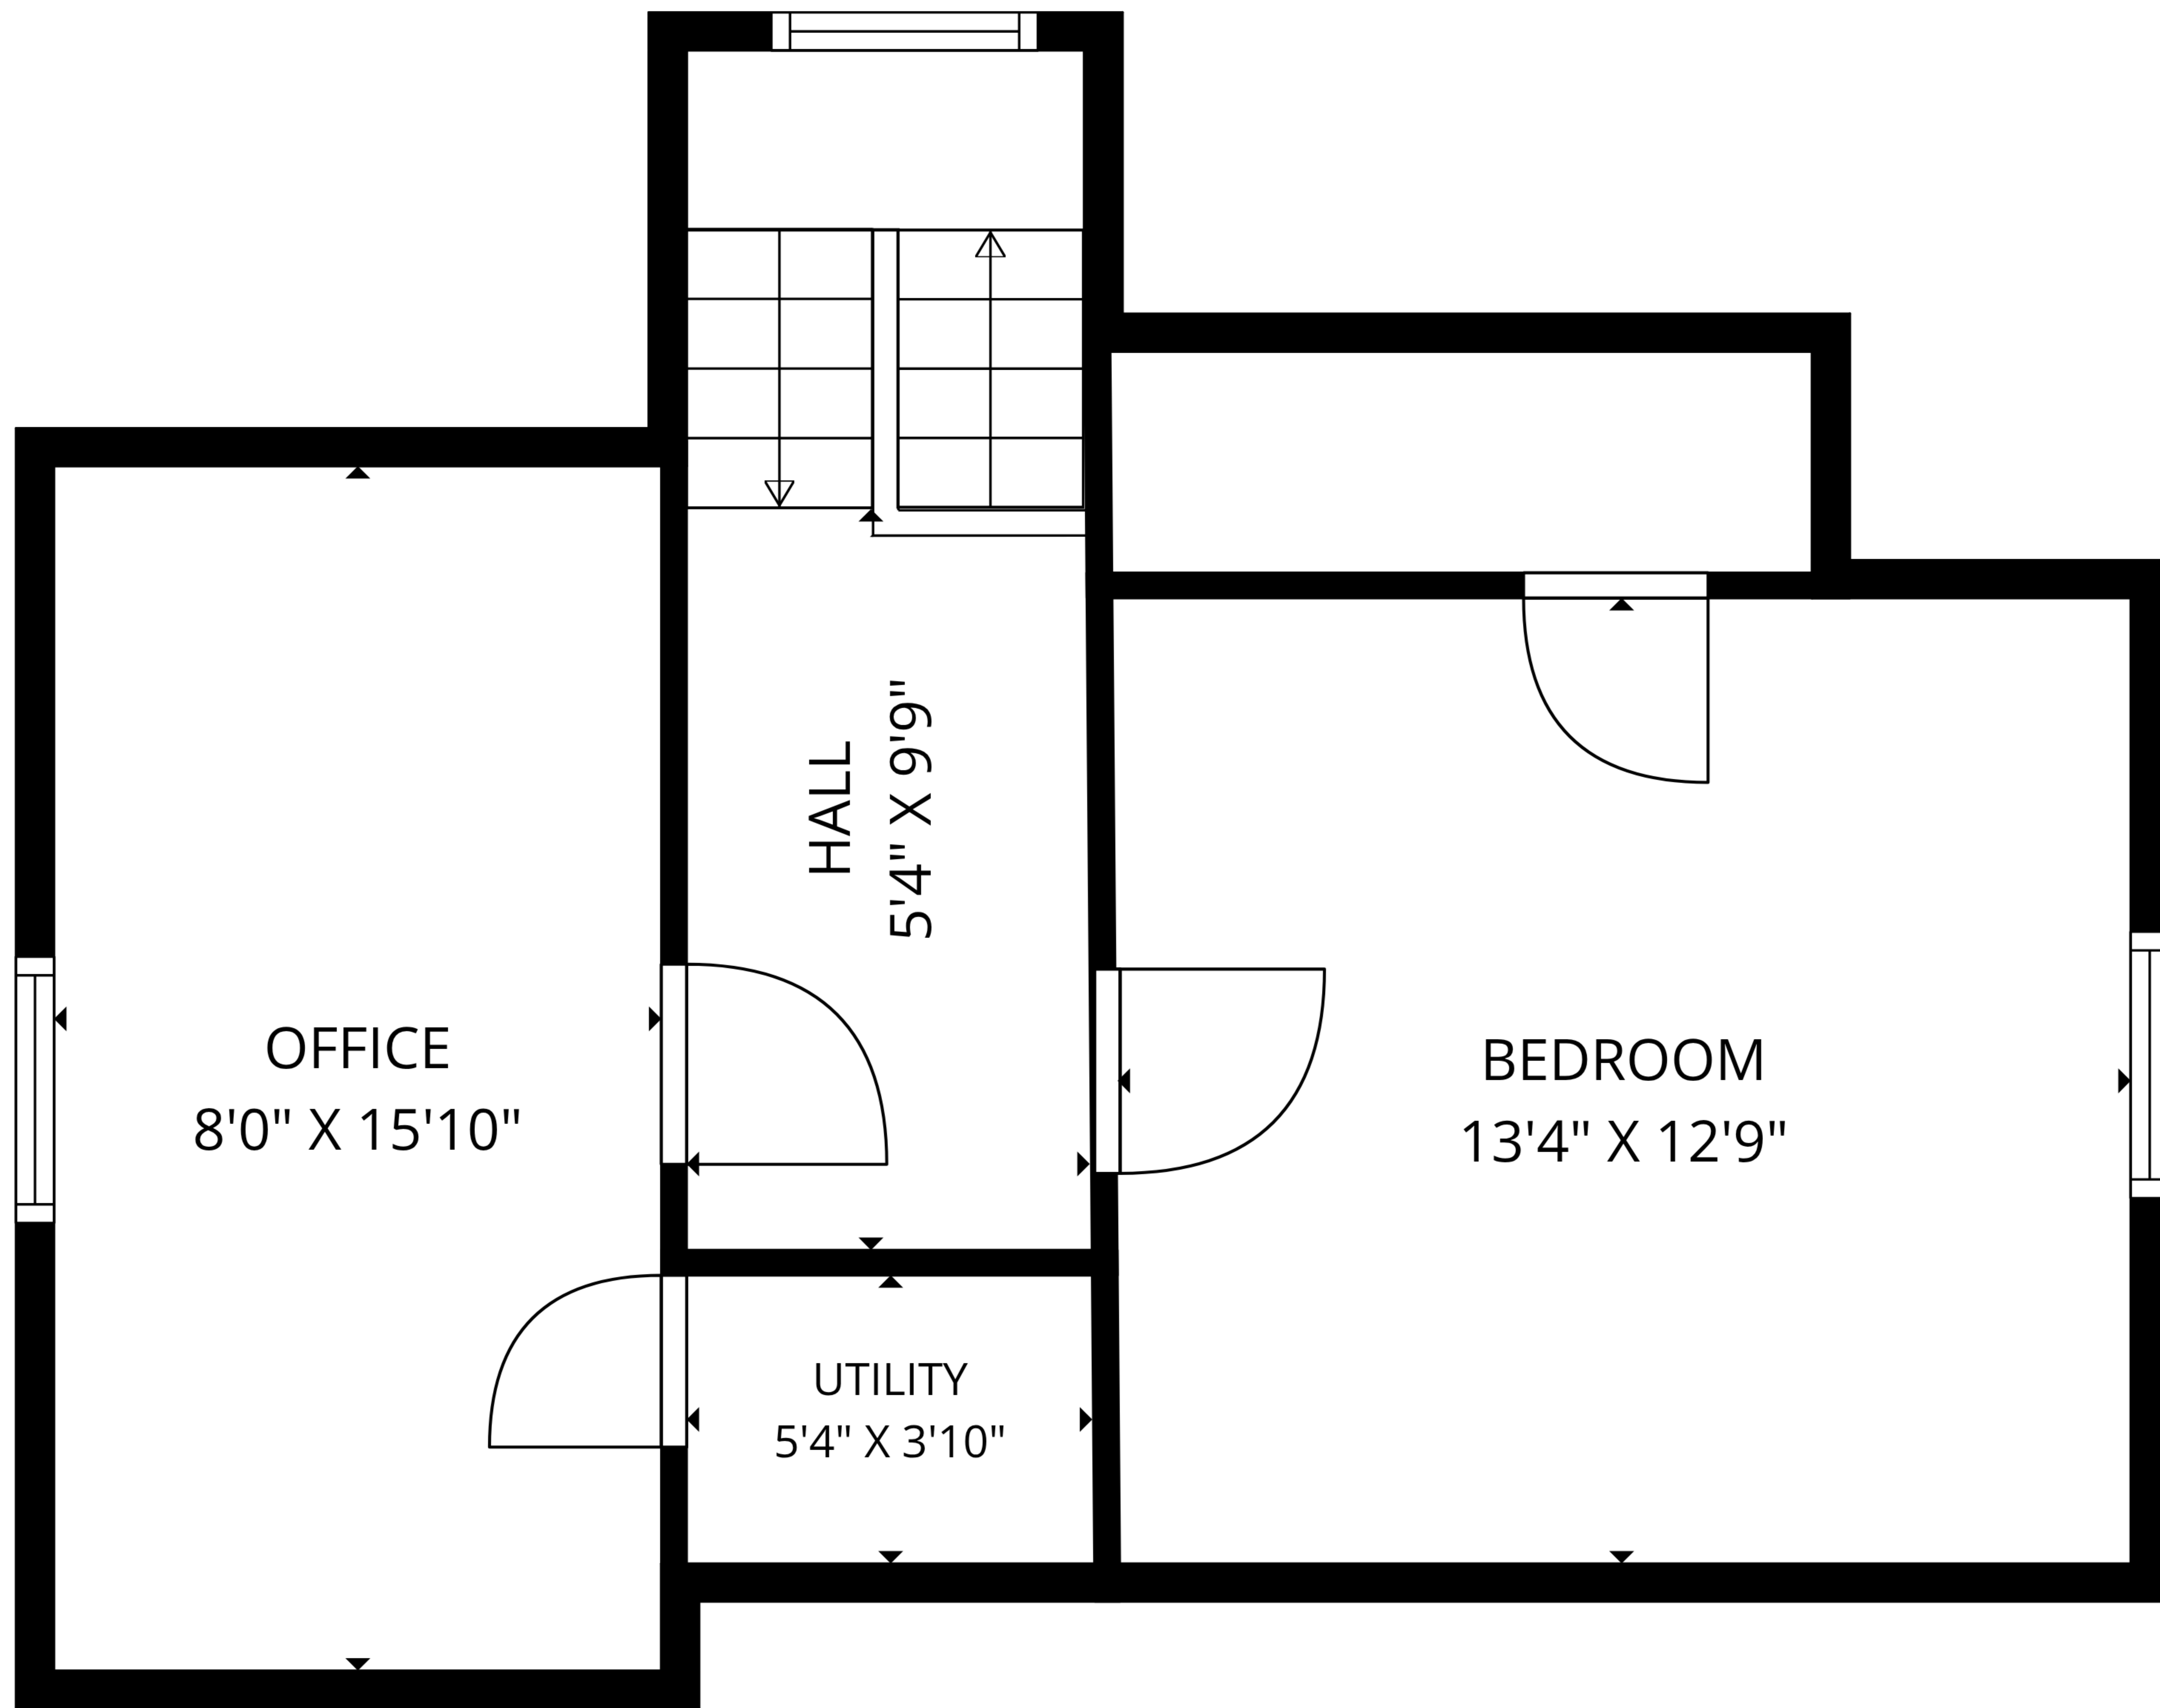 HALL
5'4" X 9'9"
OFFICE
8'0" X 15'10"
BEDROOM
13'4" X 12'9"
UTILITY
5'4" X 3'10"